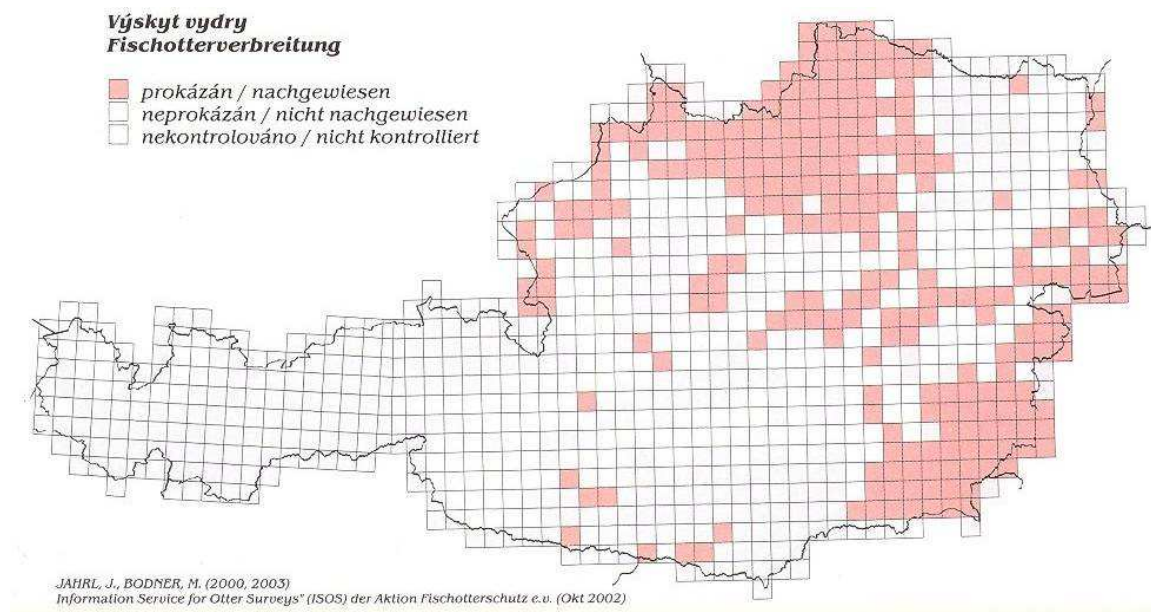 Výskyt vydry
Fischotterverbreitung
prokázán / nachgewiesen
neprokázán / nicht nachgewiesen
nekontrolováno / nicht kontrolliert
JAHRL, J., BODNER, M. (2000, 2003)
Information Service for Otter Surveys" (ISOS) der Aktion Fischotterschutz e.v. (Okt 2002)